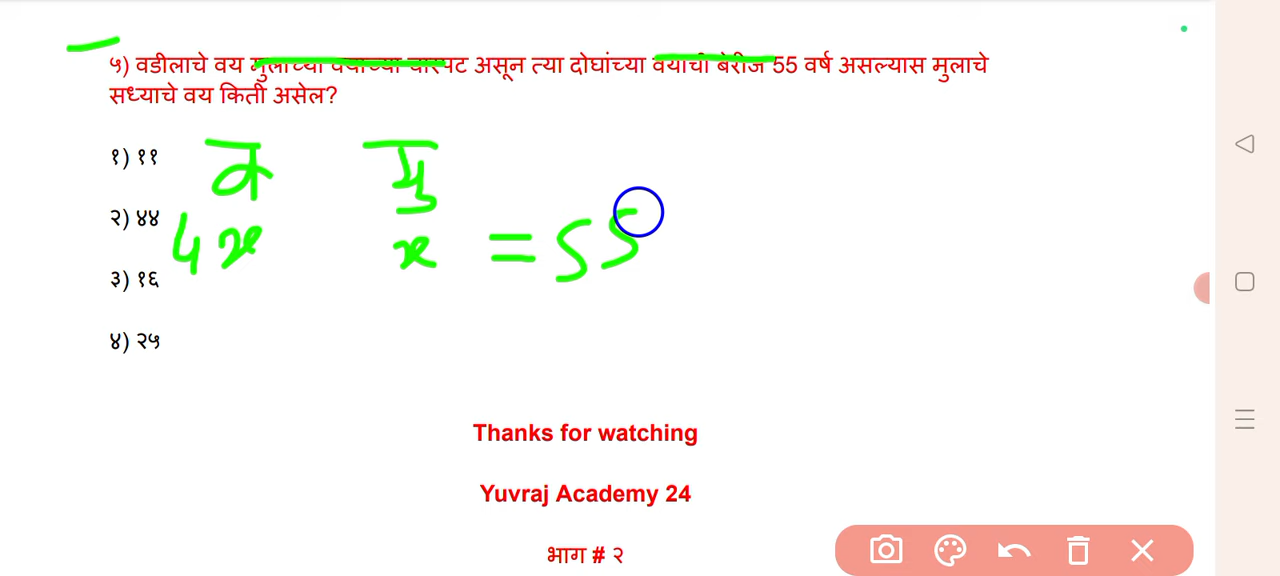 ५) वडीलाचे वय मुलाच्या वयाच्या चारपट असून त्या दोघांच्या वयाची बेरीज 55 वर्ष असल्यास मुलाचे
सध्याचे वय किती असेल?
१) ११
व मु
२) ४४
4x x = 55
३) १६
४) २५
Thanks for watching
Yuvraj Academy 24
भाग # २